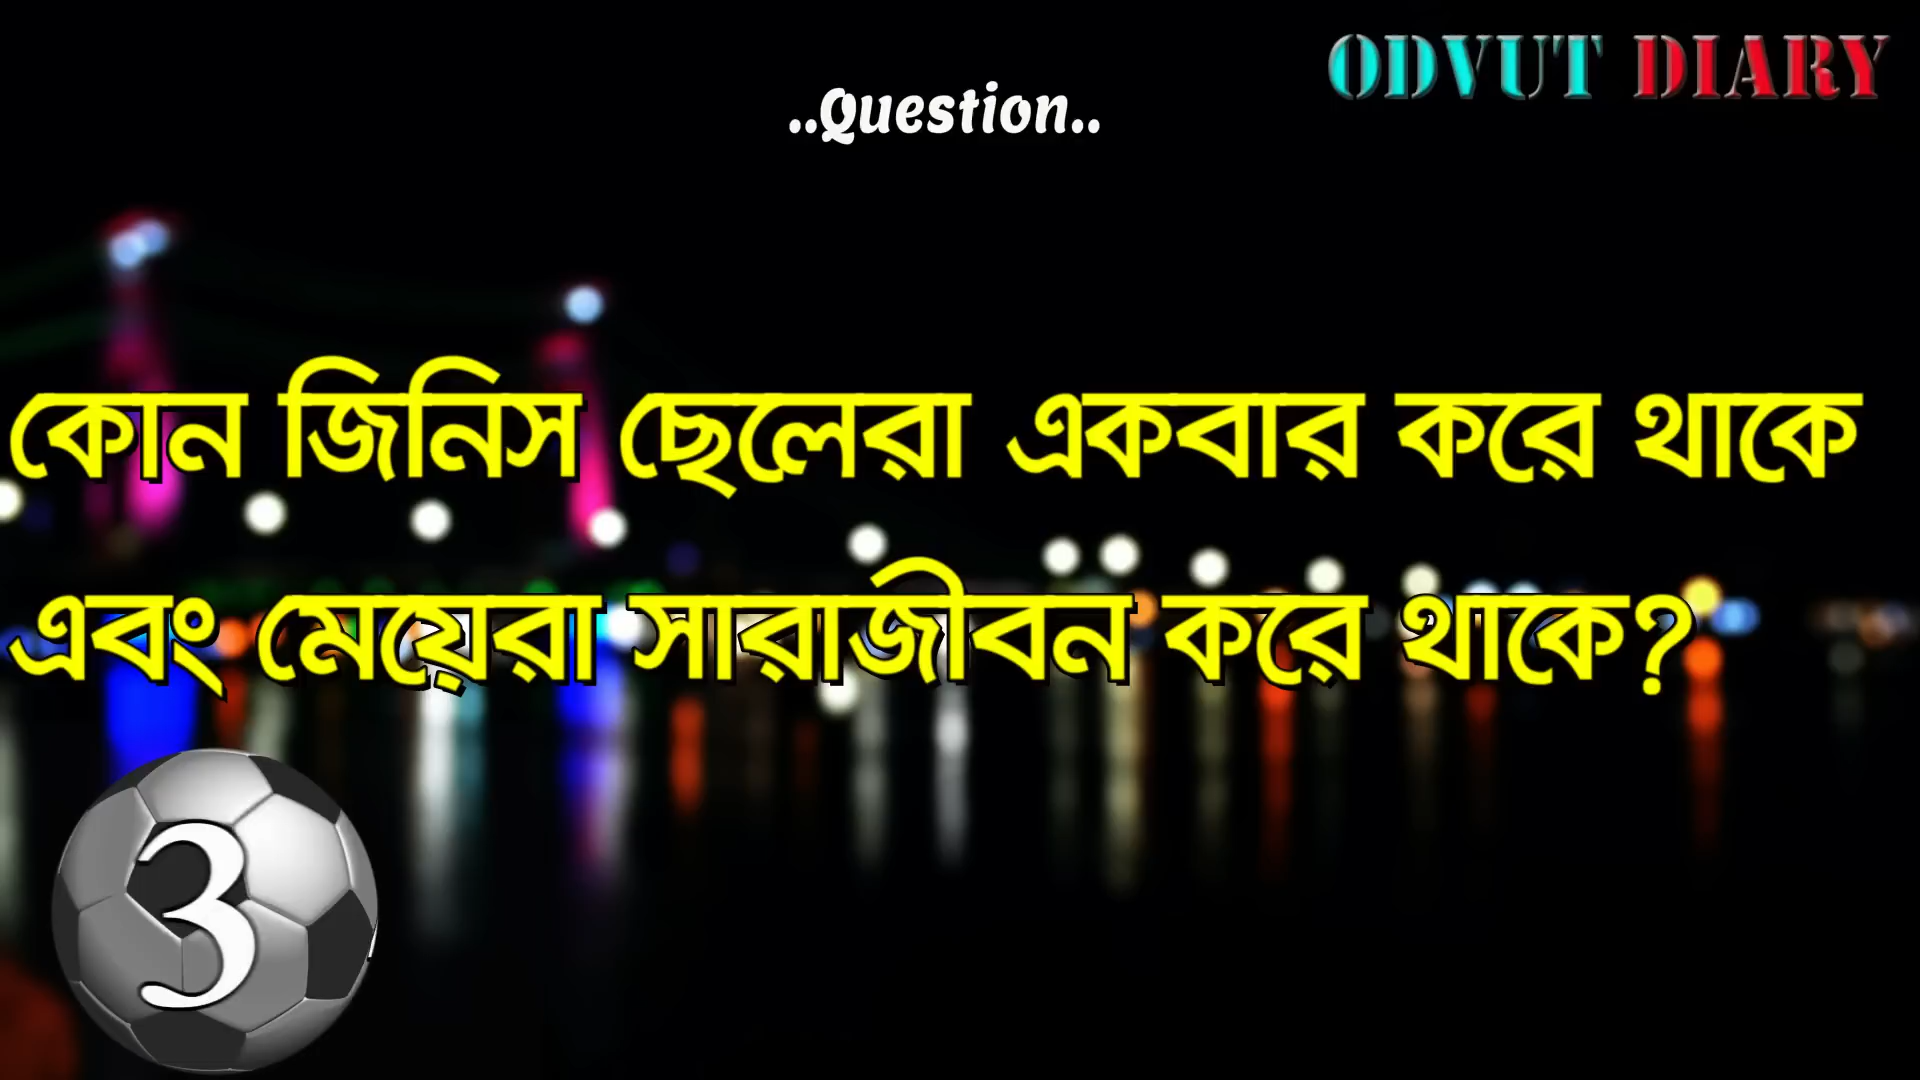 ODVUT DIARY
..Question..
কোন জিনিস ছেলেরা একবার করে থাকে
এবং মেয়েরা সারাজীবন করে থাকে?
3